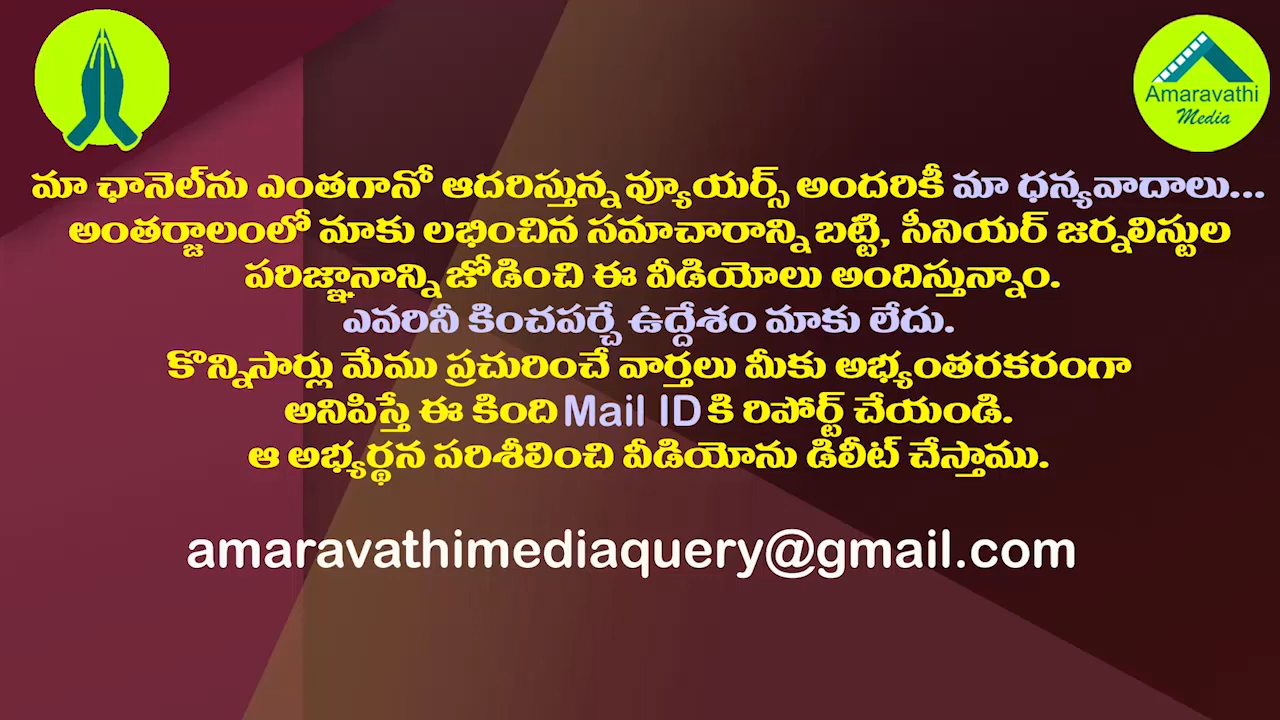 Amaravathi
Media
మా ఛానెల్‌ను ఎంతగానో ఆదరిస్తున్న వ్యూయర్స్ అందరికీ మా ధన్యవాదాలు...
అంతర్జాలంలో మాకు లభించిన సమాచారాన్ని బట్టి, సీనియర్ జర్నలిస్టుల
పరిజ్ఞానాన్ని జోడించి ఈ వీడియోలు అందిస్తున్నాం.
ఎవరినీ కించపర్చే ఉద్దేశం మాకు లేదు.
కొన్నిసార్లు మేము ప్రచురించే వార్తలు మీకు అభ్యంతరకరంగా
అనిపిస్తే ఈ కింది Mail ID కి రిపోర్ట్ చేయండి.
ఆ అభ్యర్థన పరిశీలించి వీడియోను డిలీట్ చేస్తాము.
amaravathimediaquery@gmail.com